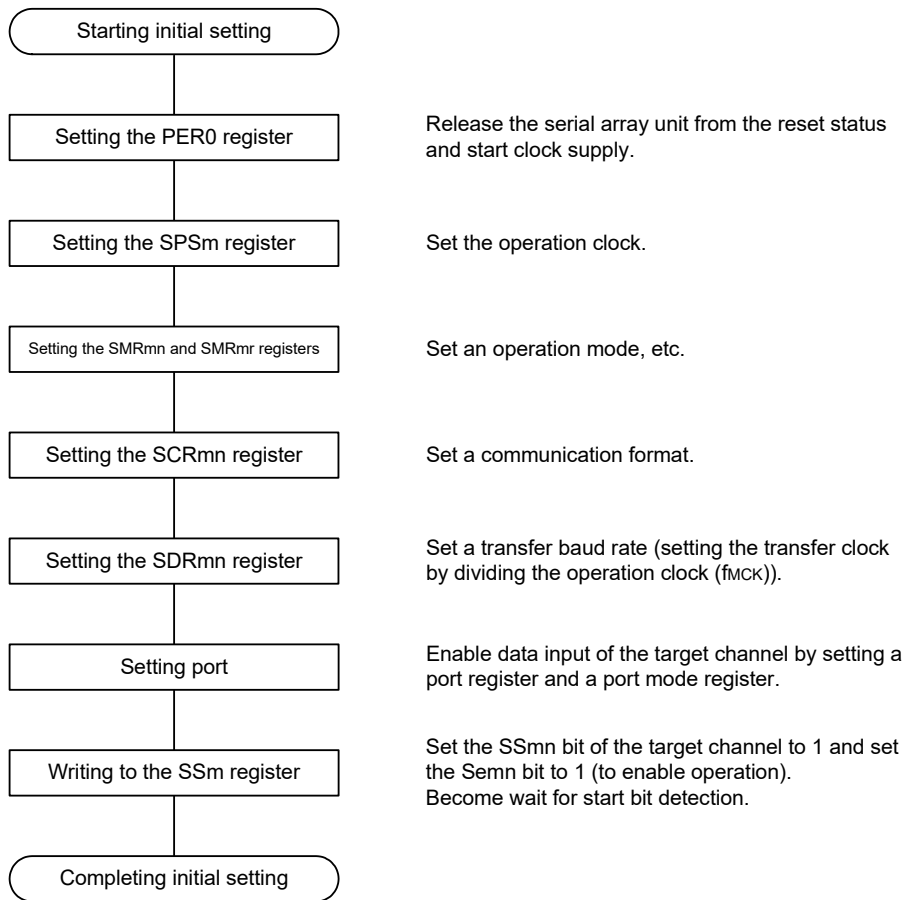 Starting initial setting
Setting the PER0 register
Release the serial array unit from the reset status
and start clock supply.
Setting the SPSm register
Set the operation clock.
Setting the SMRmn and SMRmr registers
Set an operation mode, etc.
Setting the SCRmn register
Set a communication format.
Setting the SDRmn register
Set a transfer baud rate (setting the transfer clock
by dividing the operation clock (fMCK)).
Setting port
Enable data input of the target channel by setting a
port register and a port mode register.
Writing to the SSm register
Set the SSmn bit of the target channel to 1 and set
the Semn bit to 1 (to enable operation).
Become wait for start bit detection.
Completing initial setting